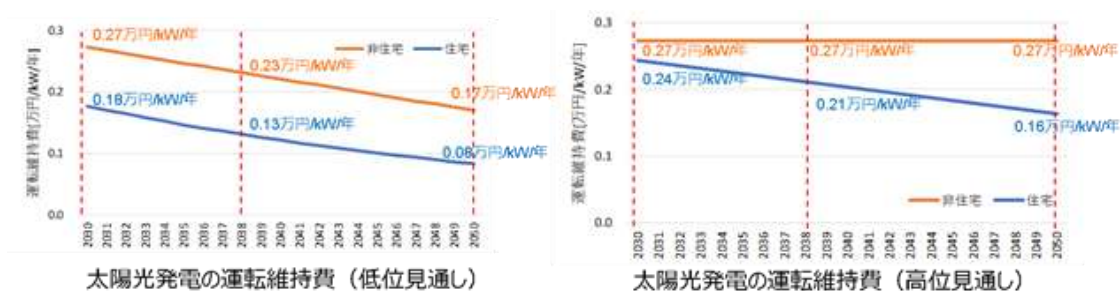 0.3
0.2
0.1
0.0
運転維持費[万円/kW/年]
0.27万円/kW/年
0.23万円/kW/年
0.17万円/kW/年
0.18万円/kW/年
0.13万円/kW/年
0.08万円/kW/年
非住宅
住宅
2030
2031
2032
2033
2034
2035
2036
2037
2038
2039
2040
2041
2042
2043
2044
2045
2046
2047
2048
2049
2050
太陽光発電の運転維持費（低位見通し）
0.3
0.2
0.1
0.0
運転維持費[万円/kW/年]
0.27万円/kW/年
0.27万円/kW/年
0.27万円/kW/年
0.24万円/kW/年
0.21万円/kW/年
0.16万円/kW/年
非住宅
住宅
2030
2031
2032
2033
2034
2035
2036
2037
2038
2039
2040
2041
2042
2043
2044
2045
2046
2047
2048
2049
2050
太陽光発電の運転維持費（高位見通し）